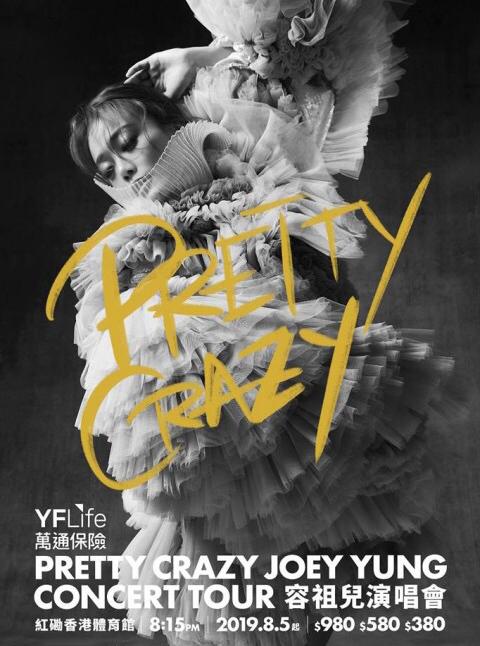 PRETTY
CRAZY
YFLife
萬通保險
PRETTY CRAZY JOEY YUNG
CONCERT TOUR 容祖兒演唱會
紅磡香港體育館 | 8:15PM | 2019.8.5起 | $980 $580 $380